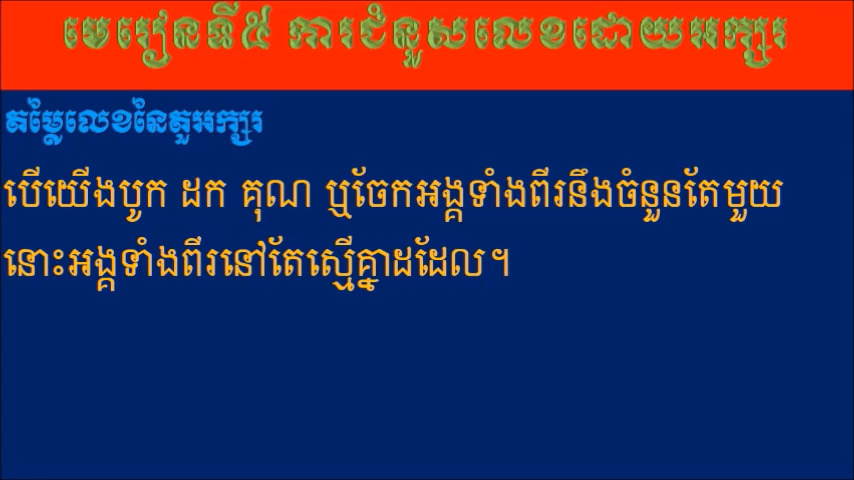 មេរៀនទី៥ ការជំនួសលេខដោយអក្សរ
តម្លៃលេខនៃតួអក្សរ
បើយើងបូក ដក គុណ ឬចែកអង្គទាំងពីរនឹងចំនួនតែមួយ
នោះអង្គទាំងពីរនៅតែស្មើគ្នាដដែល។